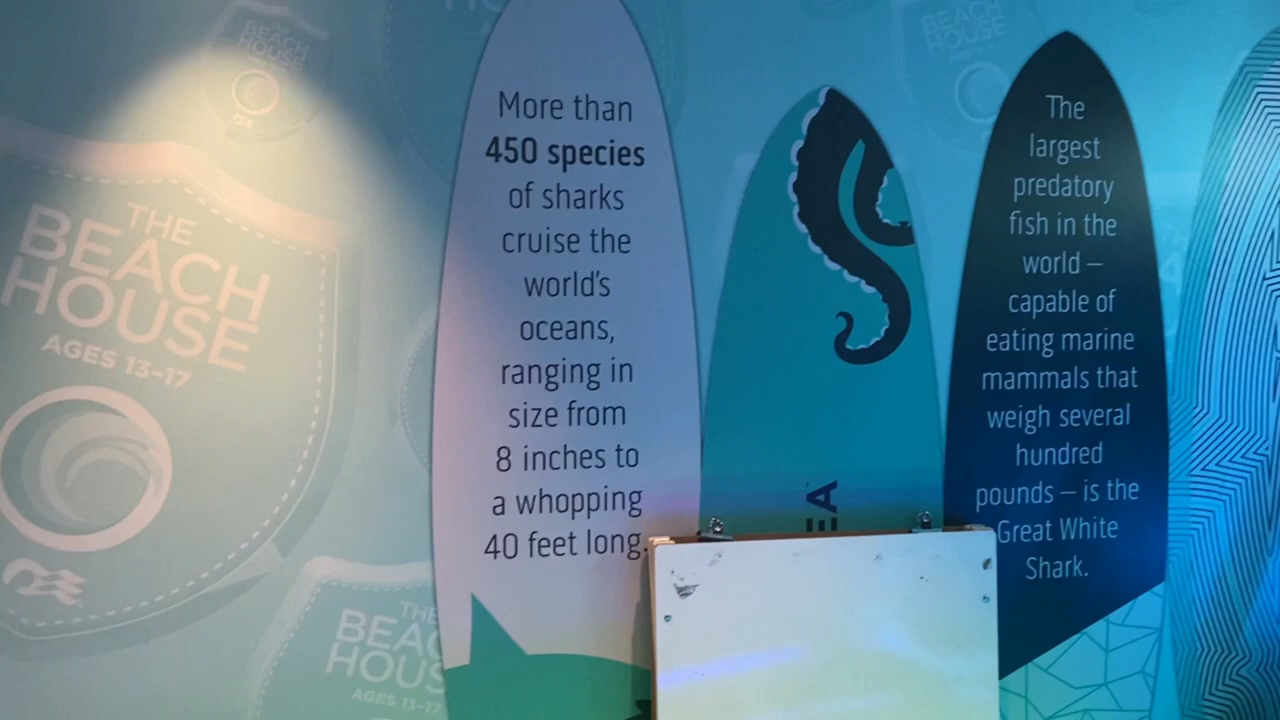 THE
BEACH
HOUSE
AGES 13–17
BEACH
HOUSE
THE
BEAC
HOUS
AGES 13–17
More than
450 species
of sharks
cruise the
world's
oceans,
ranging in
size from
8 inches to
a whopping
40 feet long.
EA
BEACH
HOUSE
The
largest
predatory
fish in the
world –
capable of
eating marine
mammals that
weigh several
hundred
pounds – is the
Great White
Shark.